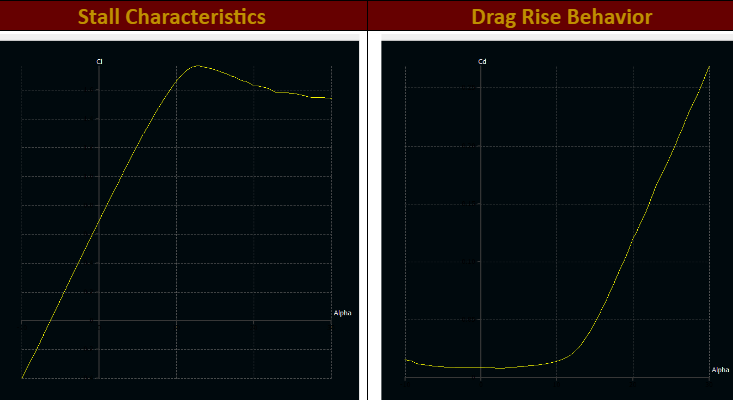 Stall Characteristics
Drag Rise Behavior
Cl
Cd
Alpha
Alpha